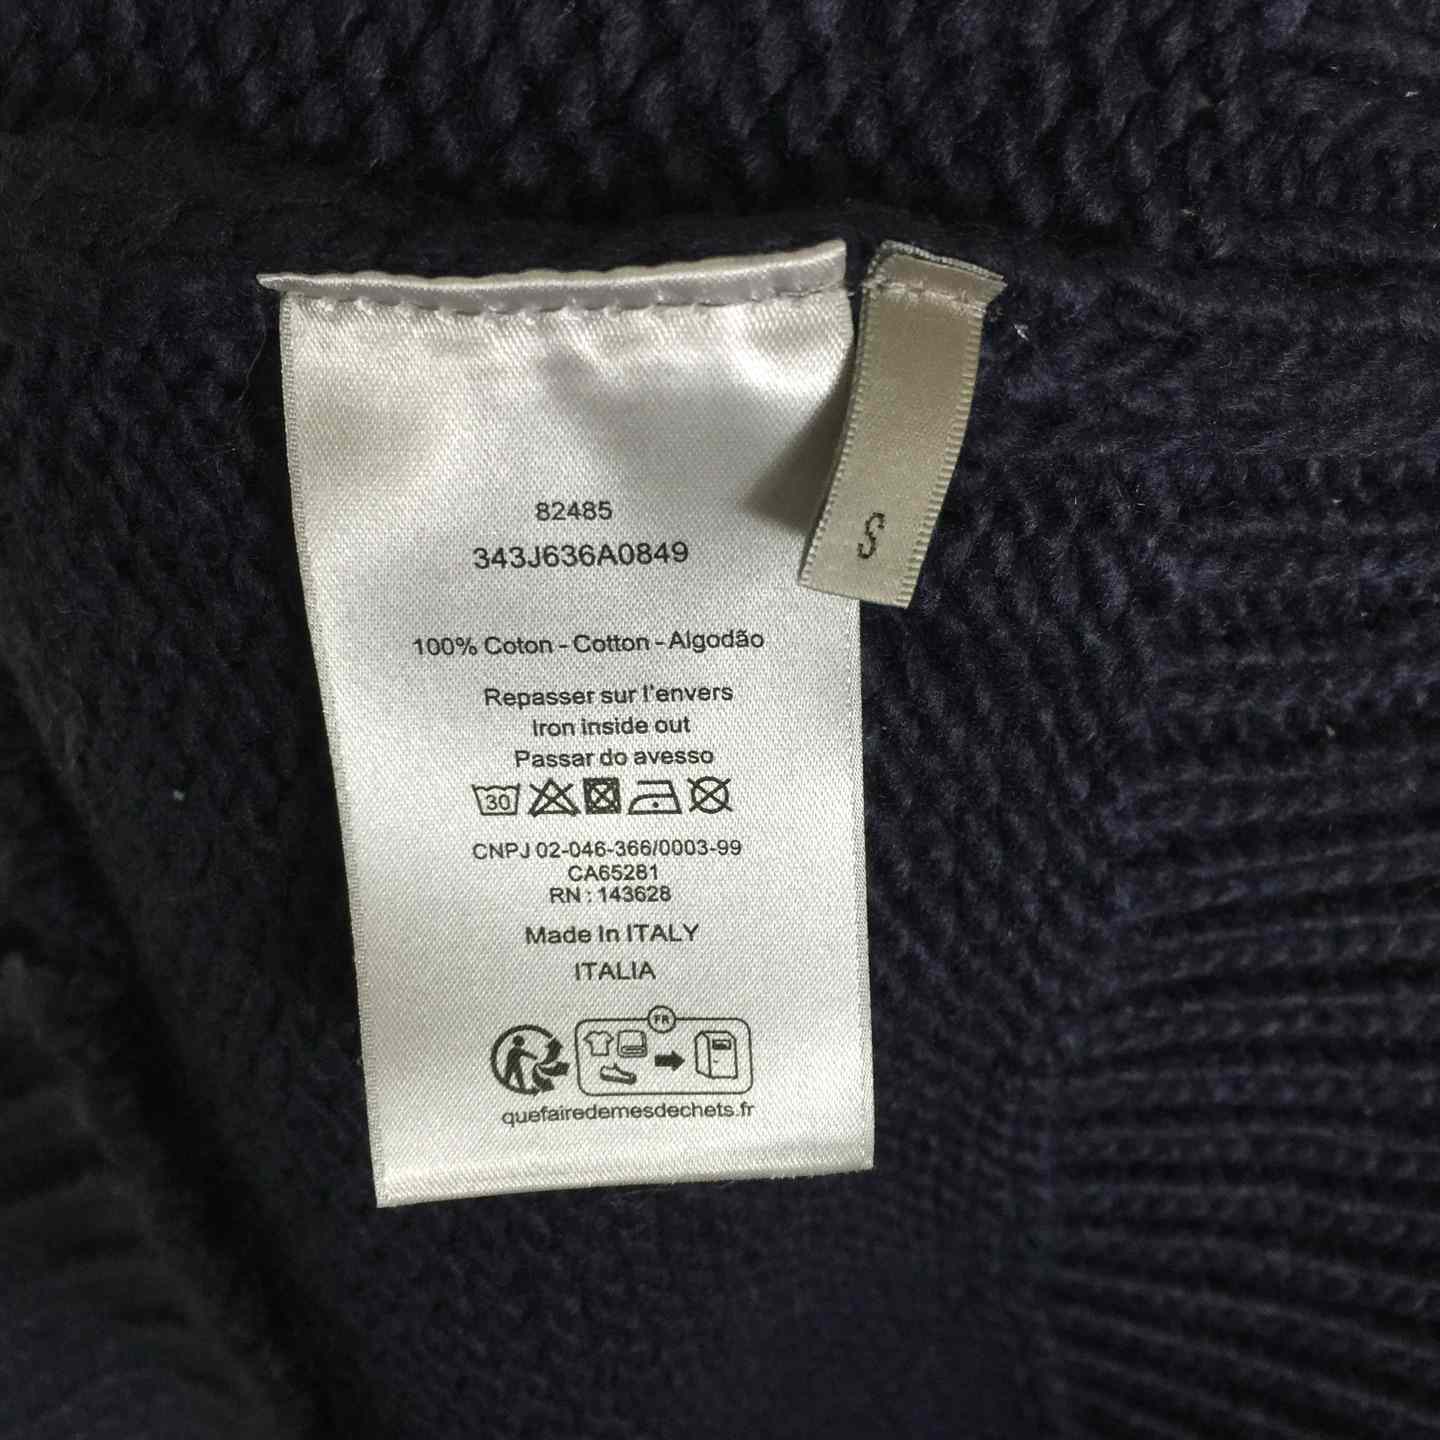 82485
343J636A0849
S
100% Coton - Cotton - Algodão
Repasser sur l'envers
Iron inside out
Passar do avesso
30
CNPJ 02-046-366/0003-99
CA65281
RN : 143628
Made in ITALY
ITALIA
FR
quefairedemesdechets.fr